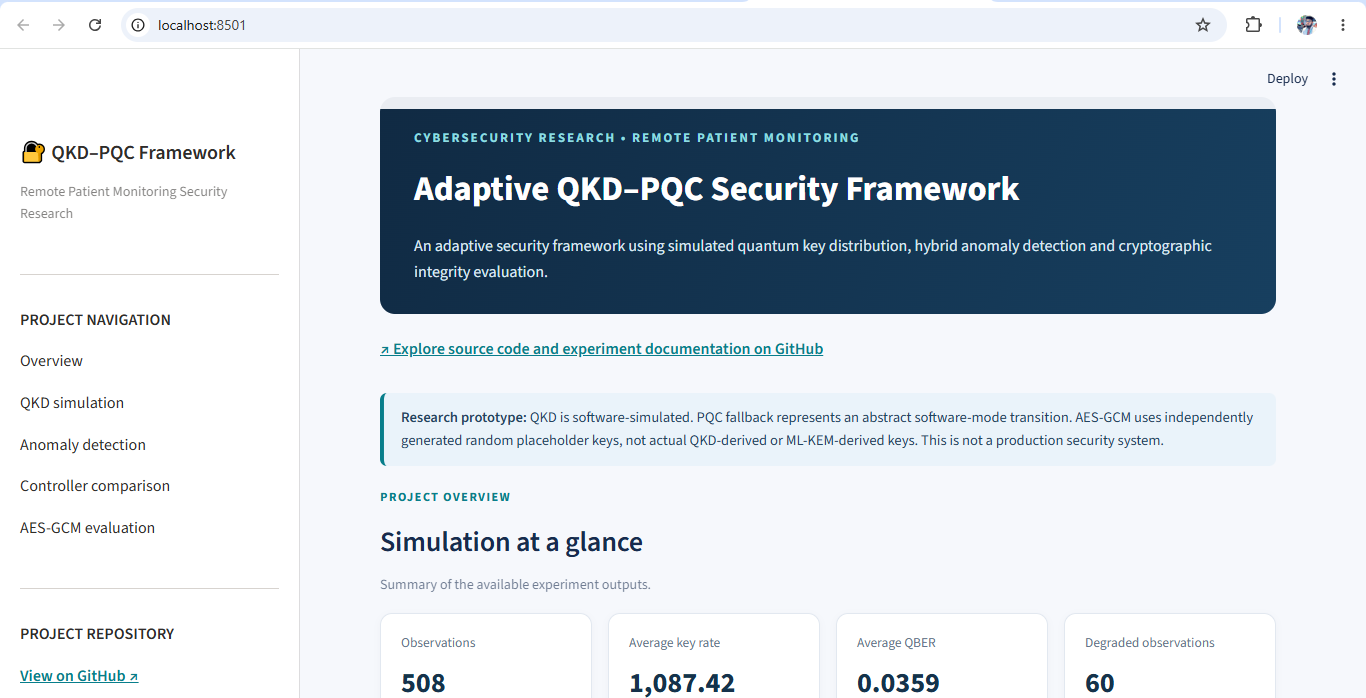 localhost:8501
Deploy
QKD–PQC Framework
Remote Patient Monitoring Security
Research
PROJECT NAVIGATION
Overview
QKD simulation
Anomaly detection
Controller comparison
AES-GCM evaluation
PROJECT REPOSITORY
View on GitHub ↗
CYBERSECURITY RESEARCH • REMOTE PATIENT MONITORING
Adaptive QKD–PQC Security Framework
An adaptive security framework using simulated quantum key distribution, hybrid anomaly detection and cryptographic
integrity evaluation.
↗ Explore source code and experiment documentation on GitHub
Research prototype: QKD is software-simulated. PQC fallback represents an abstract software-mode transition. AES-GCM uses independently
generated random placeholder keys, not actual QKD-derived or ML-KEM-derived keys. This is not a production security system.
PROJECT OVERVIEW
Simulation at a glance
Summary of the available experiment outputs.
Observations
508
Average key rate
1,087.42
Average QBER
0.0359
Degraded observations
60